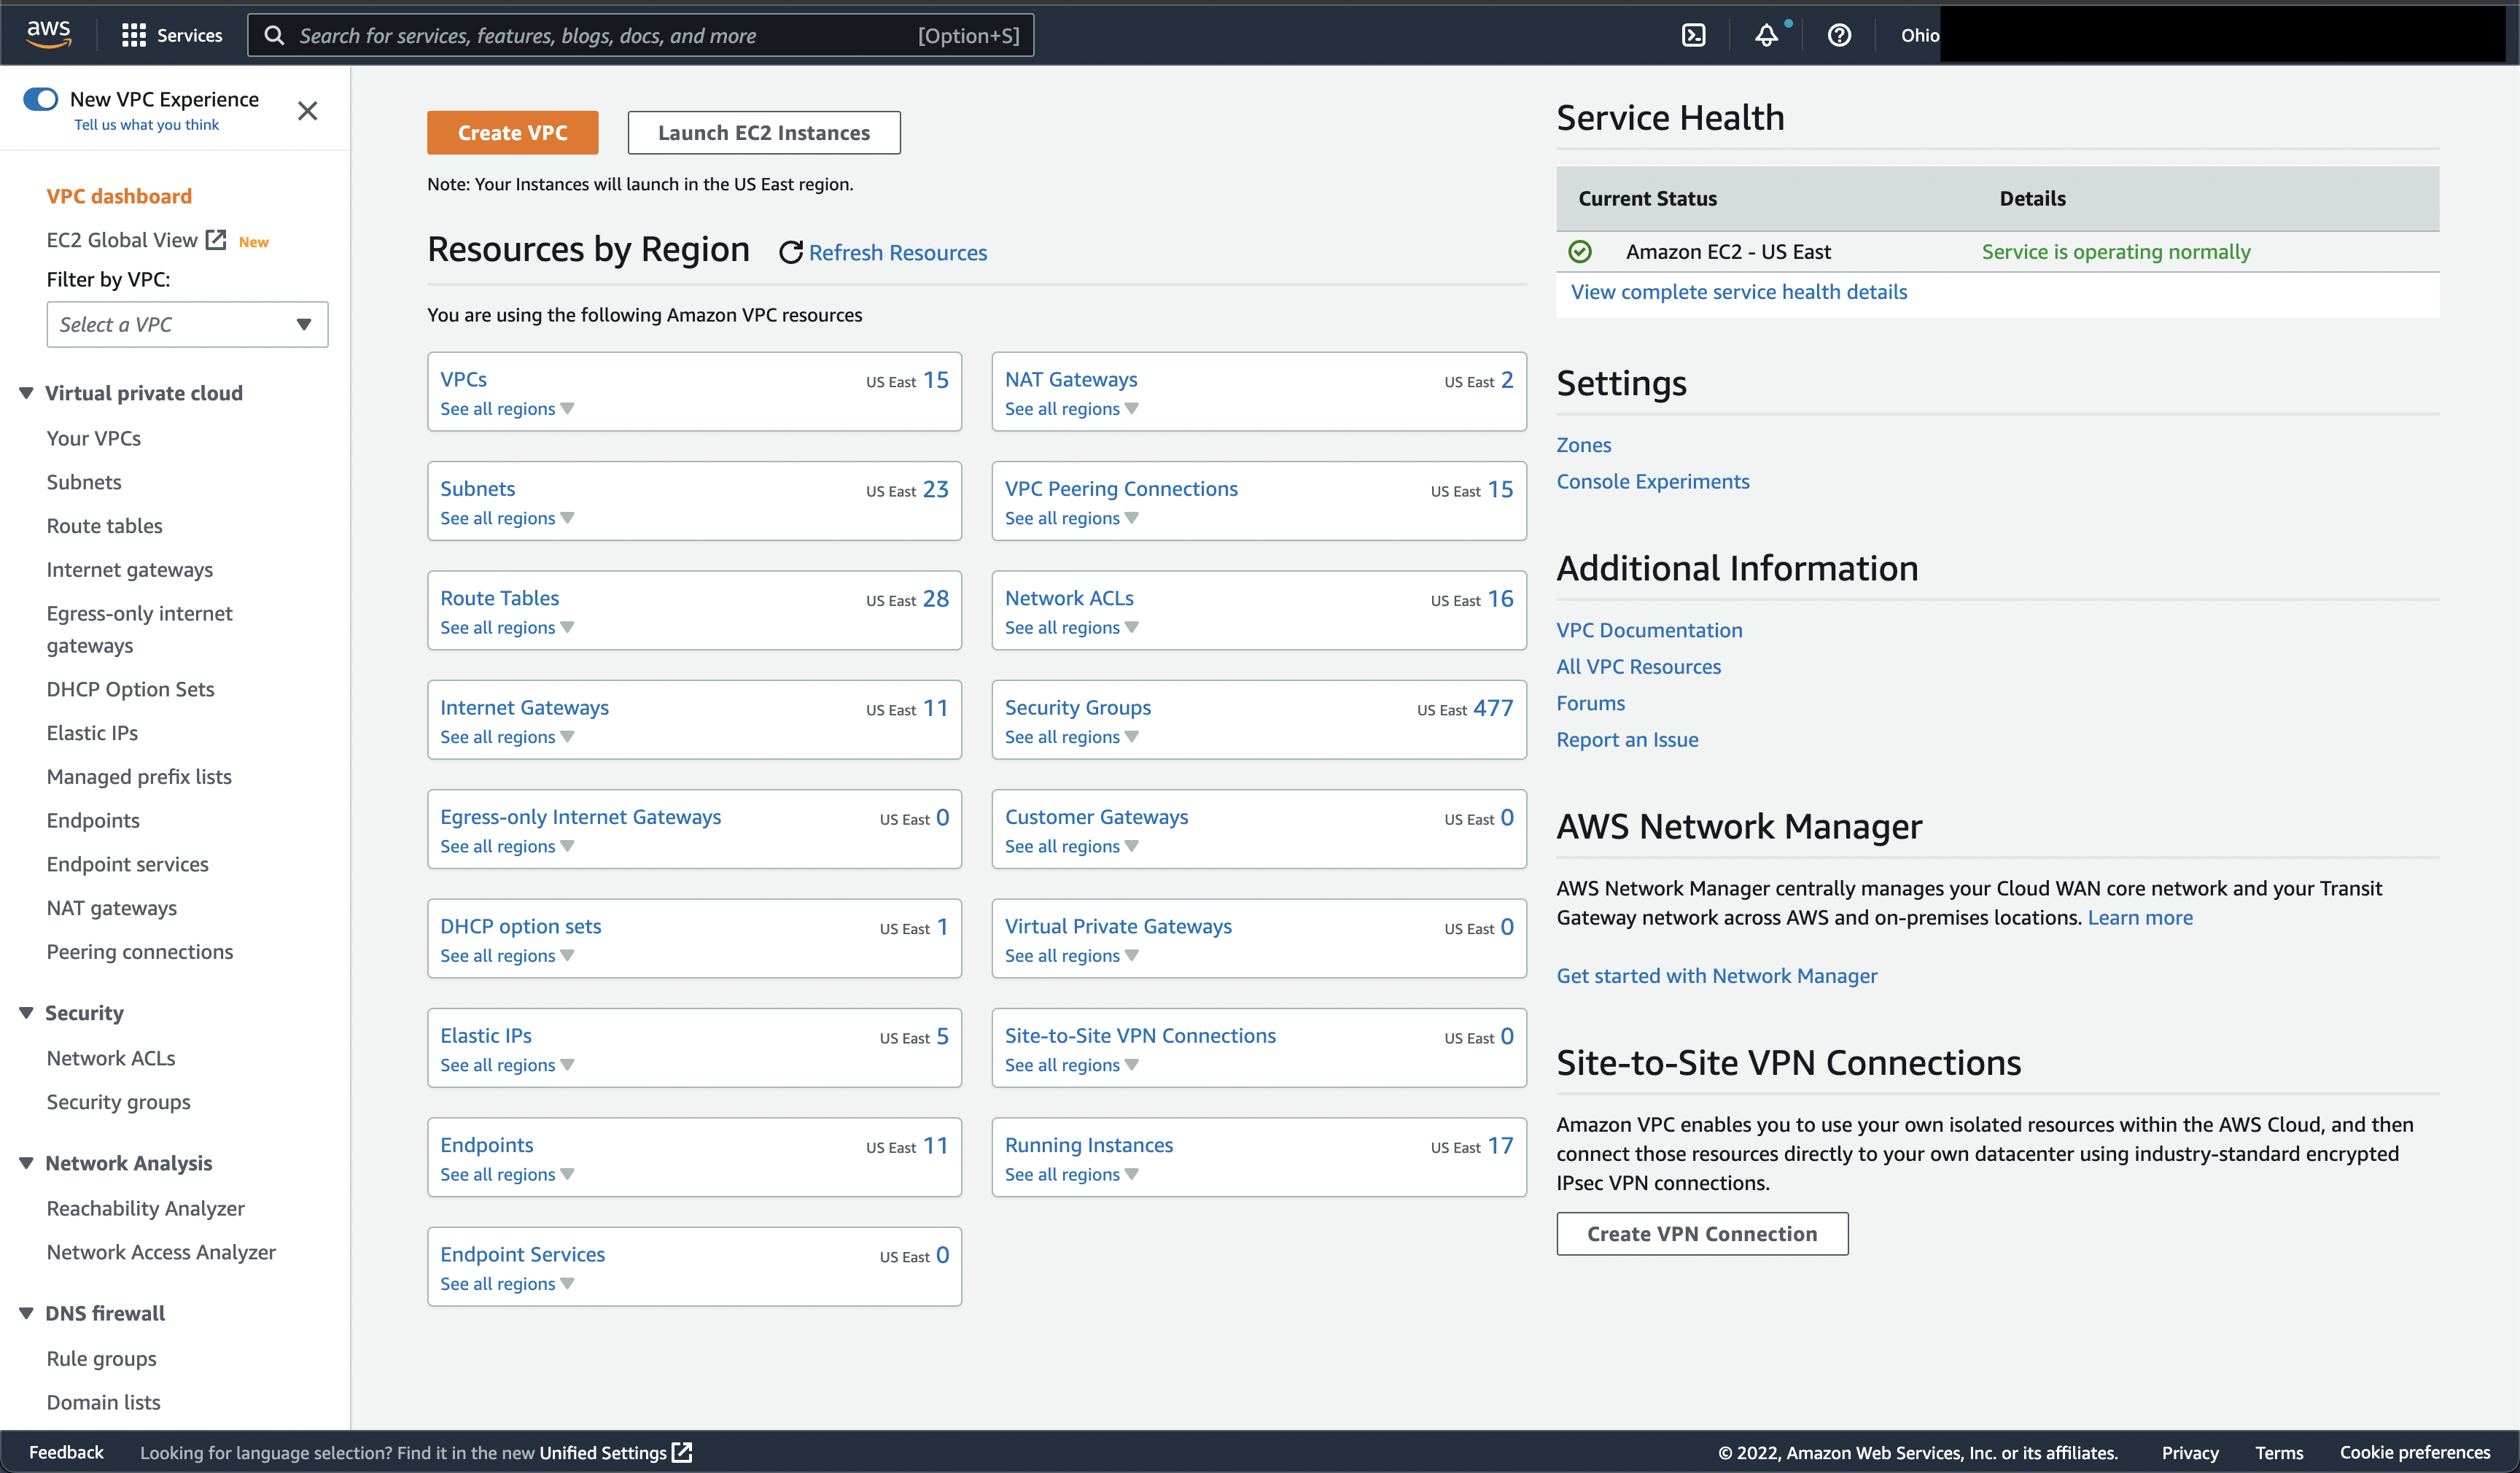 aws
Services
Search for services, features, blogs, docs, and more
[Option+S]
Ohio
New VPC Experience
Tell us what you think
VPC dashboard
EC2 Global View New
Filter by VPC:
Select a VPC
Virtual private cloud
Your VPCs
Subnets
Route tables
Internet gateways
Egress-only internet
gateways
DHCP Option Sets
Elastic IPs
Managed prefix lists
Endpoints
Endpoint services
NAT gateways
Peering connections
Security
Network ACLs
Security groups
Network Analysis
Reachability Analyzer
Network Access Analyzer
DNS firewall
Rule groups
Domain lists
Create VPC
Launch EC2 Instances
Note: Your Instances will launch in the US East region.
Resources by Region
Refresh Resources
You are using the following Amazon VPC resources
VPCs US East 15
See all regions
NAT Gateways US East 2
See all regions
Subnets US East 23
See all regions
VPC Peering Connections US East 15
See all regions
Route Tables US East 28
See all regions
Network ACLs US East 16
See all regions
Internet Gateways US East 11
See all regions
Security Groups US East 477
See all regions
Egress-only Internet Gateways US East 0
See all regions
Customer Gateways US East 0
See all regions
DHCP option sets US East 1
See all regions
Virtual Private Gateways US East 0
See all regions
Elastic IPs US East 5
See all regions
Site-to-Site VPN Connections US East 0
See all regions
Endpoints US East 11
See all regions
Running Instances US East 17
See all regions
Endpoint Services US East 0
See all regions
Service Health
Current Status Details
Amazon EC2 - US East Service is operating normally
View complete service health details
Settings
Zones
Console Experiments
Additional Information
VPC Documentation
All VPC Resources
Forums
Report an Issue
AWS Network Manager
AWS Network Manager centrally manages your Cloud WAN core network and your Transit
Gateway network across AWS and on-premises locations. Learn more
Get started with Network Manager
Site-to-Site VPN Connections
Amazon VPC enables you to use your own isolated resources within the AWS Cloud, and then
connect those resources directly to your own datacenter using industry-standard encrypted
IPsec VPN connections.
Create VPN Connection
Feedback
Looking for language selection? Find it in the new Unified Settings
© 2022, Amazon Web Services, Inc. or its affiliates.
Privacy
Terms
Cookie preferences